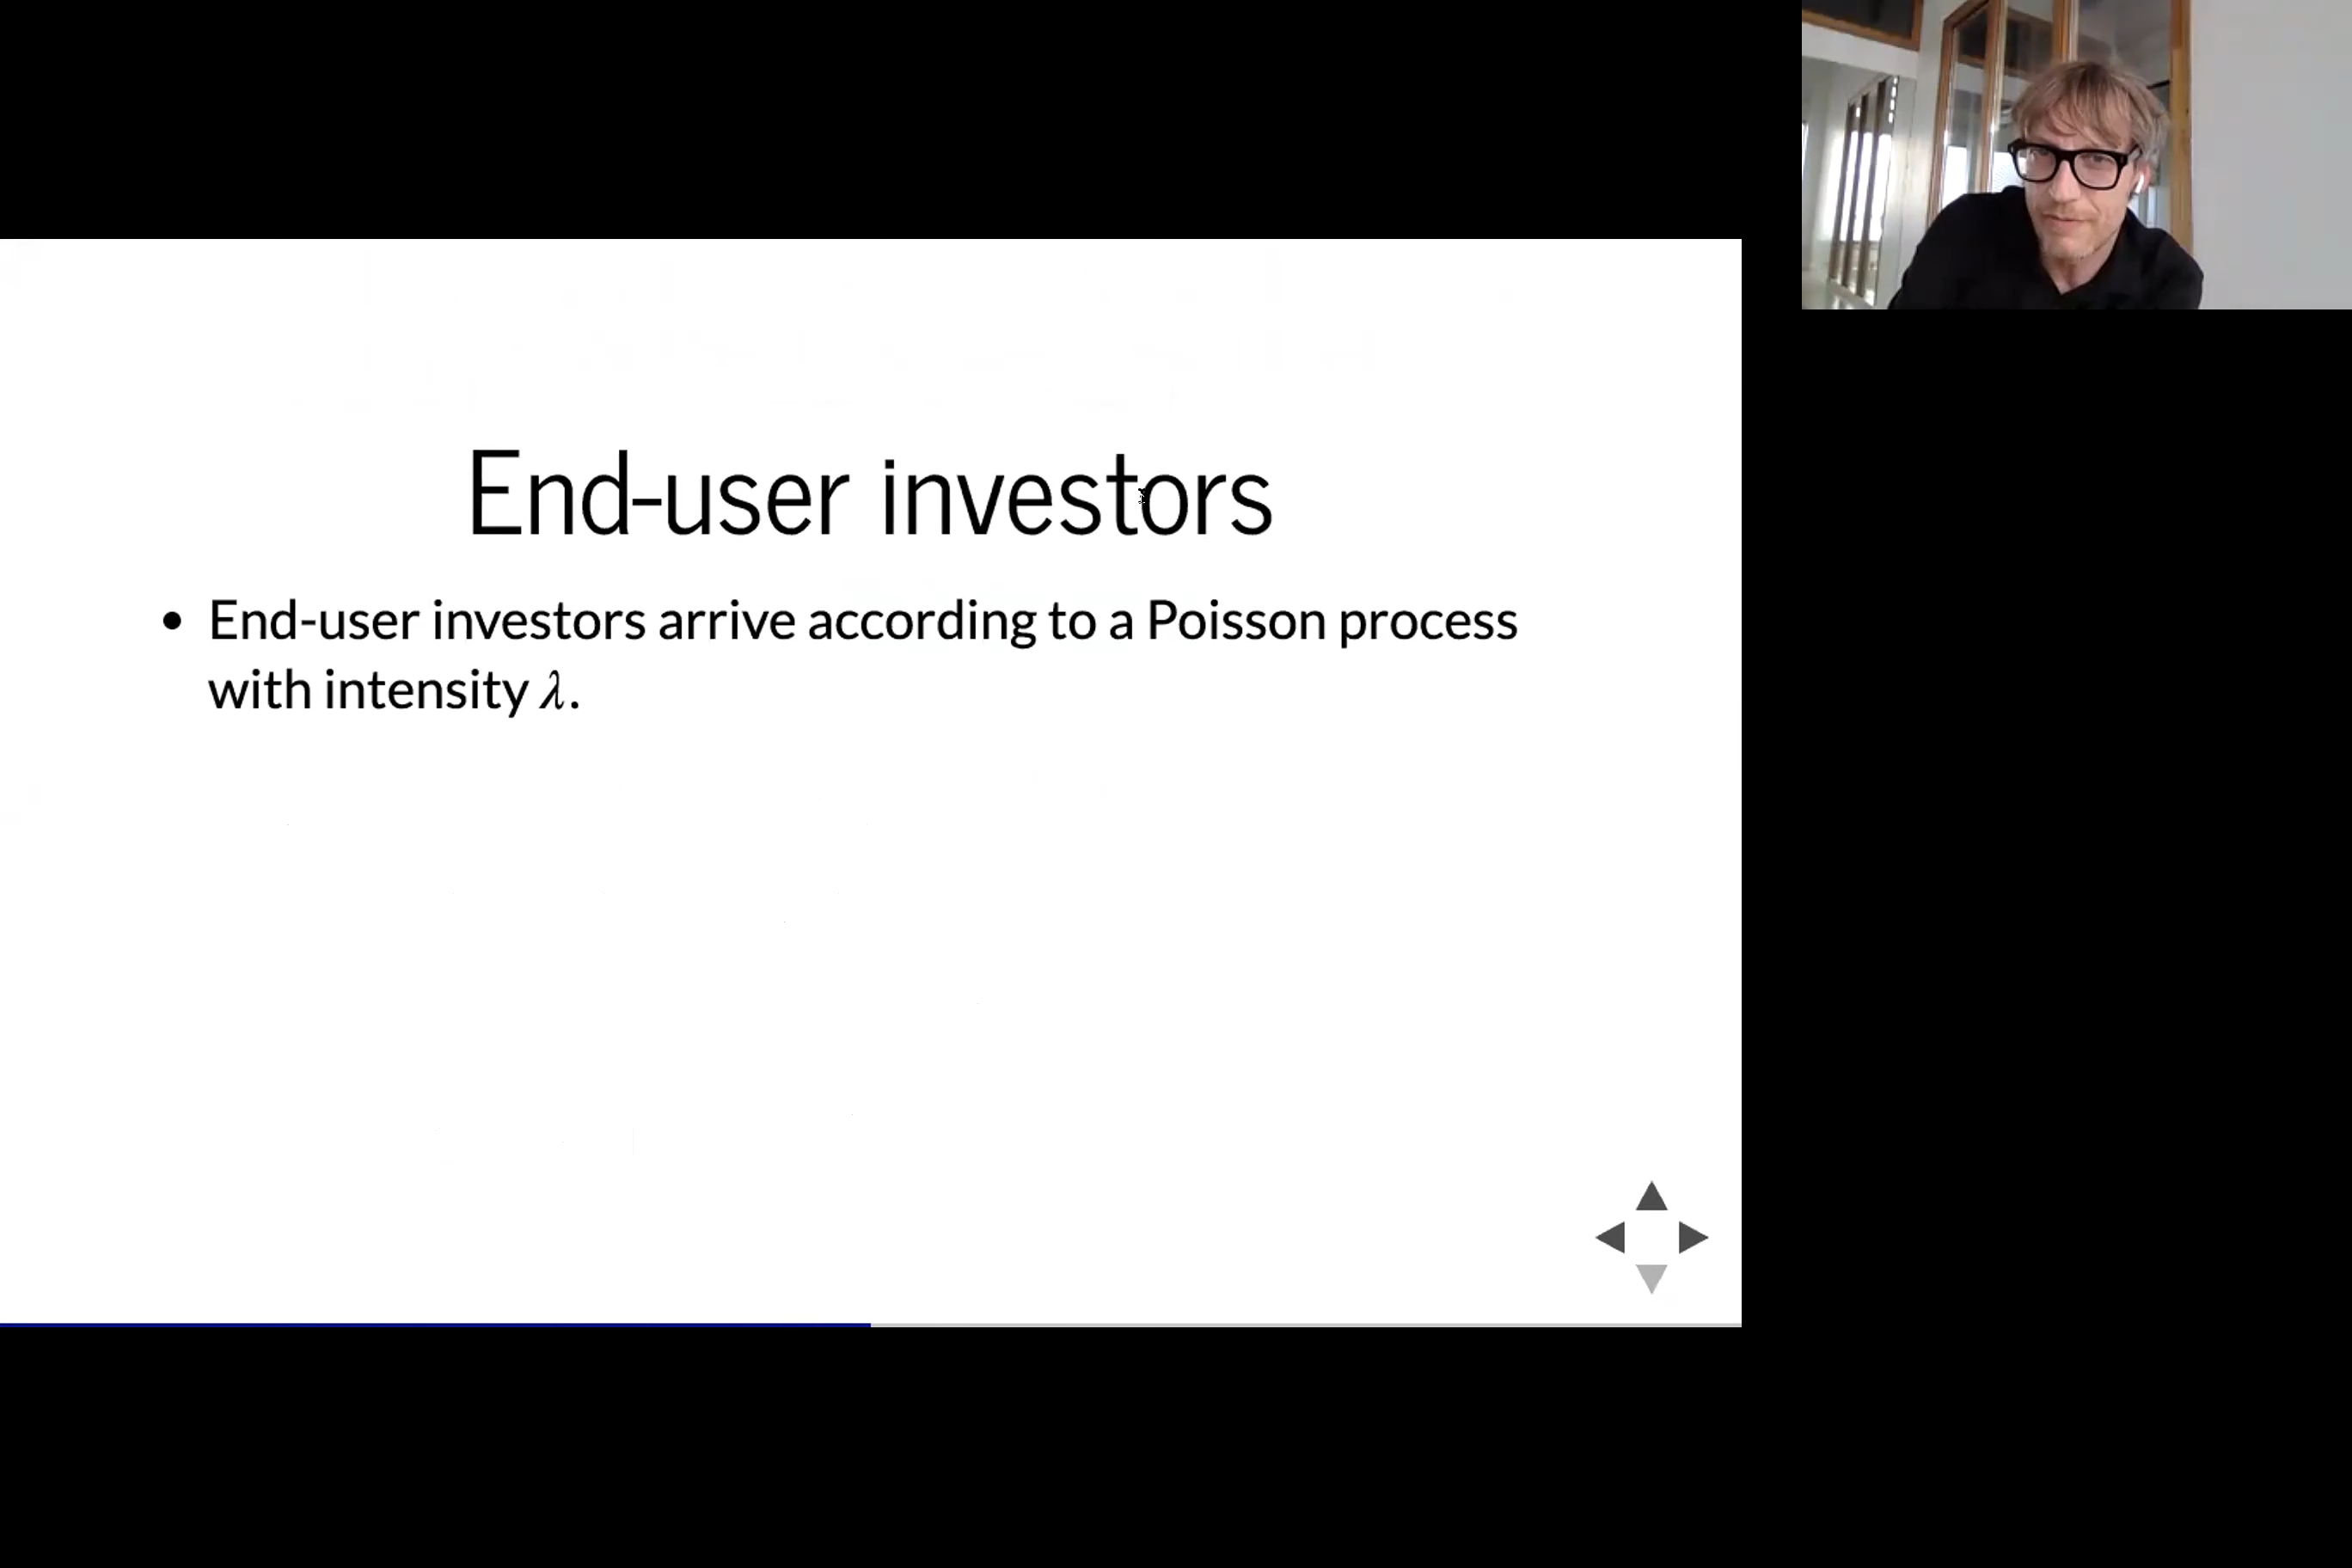 End-user investors
• End-user investors arrive according to a Poisson process
with intensity λ.